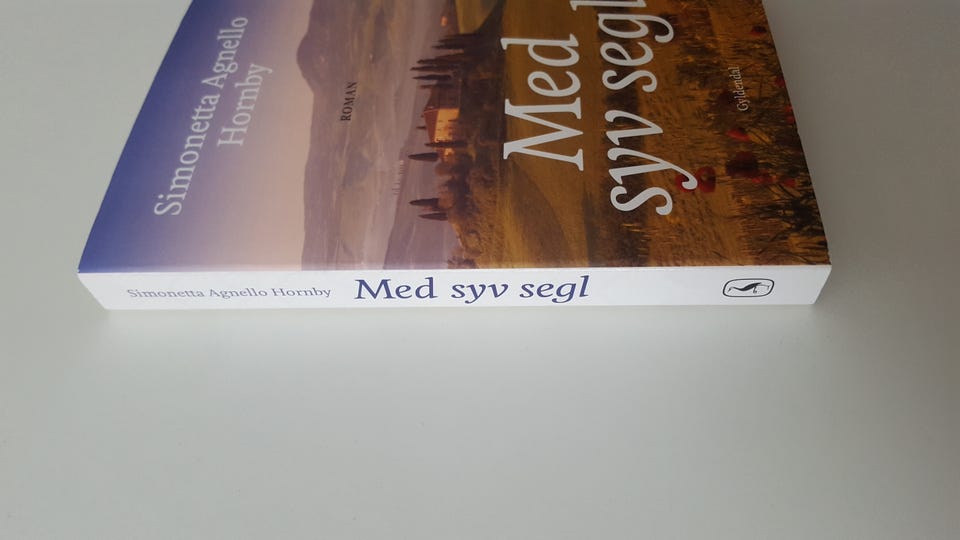 Simonetta Agnello
Hornby
ROMAN
Med
syv segl
Gyldendal
Simonetta Agnello Hornby Med syv segl